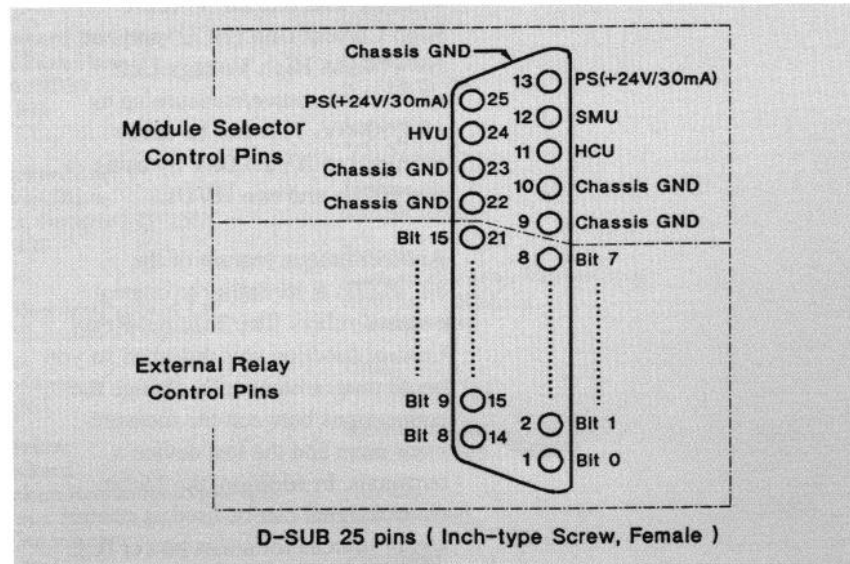 Chassis GND
13 PS(+24V/30mA)
PS(+24V/30mA) 25
12 SMU
Module Selector
Control Pins
HVU 24
11 HCU
Chassis GND 23
10 Chassis GND
Chassis GND 22
9 Chassis GND
Bit 15 21
8 Bit 7
External Relay
Control Pins
Bit 9 15
2 Bit 1
Bit 8 14
1 Bit 0
D-SUB 25 pins ( Inch-type Screw, Female )